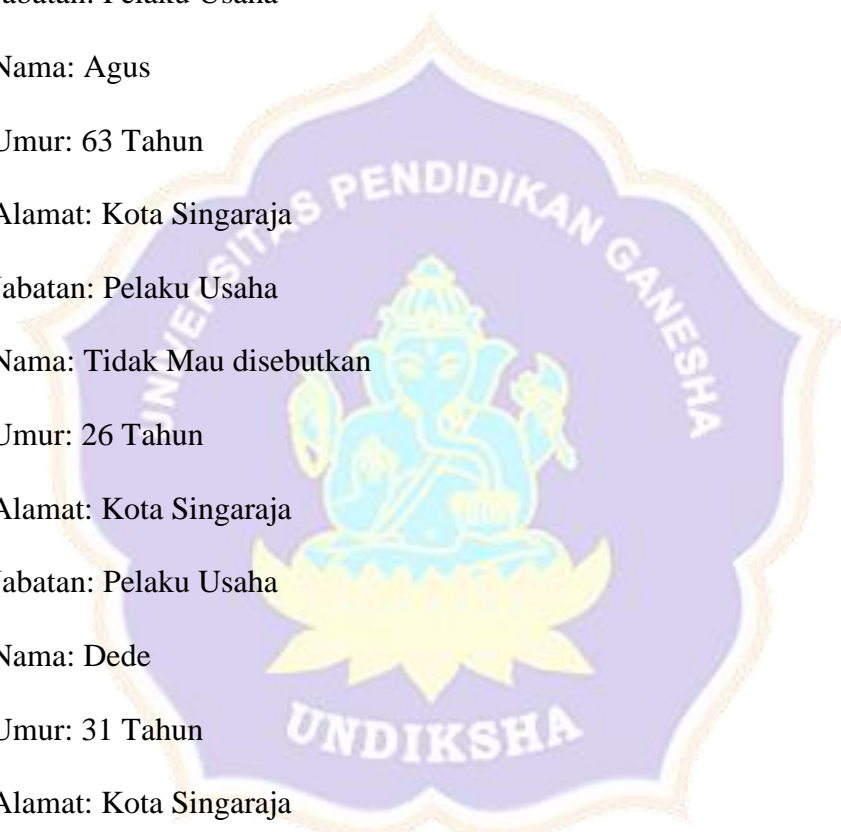 Jabatan: Pelaku Usaha
Nama: Agus
Umur: 63 Tahun
Alamat: Kota Singaraja
Jabatan: Pelaku Usaha
Nama: Tidak Mau disebutkan
Umur: 26 Tahun
Alamat: Kota Singaraja
Jabatan: Pelaku Usaha
Nama: Dede
Umur: 31 Tahun
Alamat: Kota Singaraja
UNIVERSITAS PENDIDIKAN GANESHA
UNDIKSHA